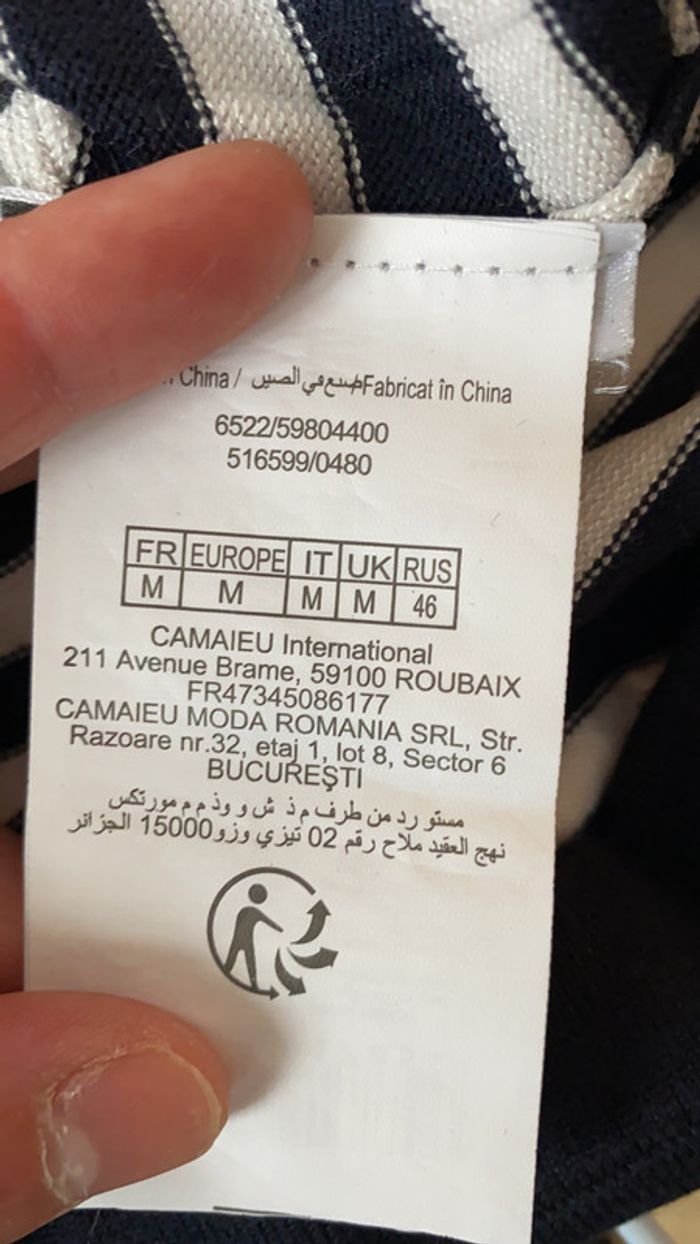 China / صنع في الصين Fabricat în China
6522/59804400
516599/0480
FR EUROPE IT UK RUS
M M M M 46
CAMAIEU International
211 Avenue Brame, 59100 ROUBAIX
FR47345086177
CAMAIEU MODA ROMANIA SRL, Str.
Razoare nr.32, etaj 1, lot 8, Sector 6
BUCUREŞTI
مستو رد من طرف م ذ ش و وذ م م مورتكس
نهج العقيد ملاح رقم 02 تيزي وزو 15000 الجزائر